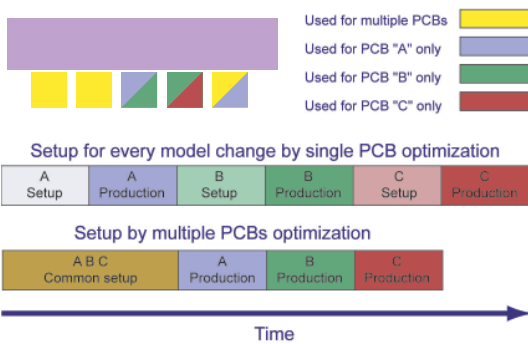 Used for multiple PCBs
Used for PCB "A" only
Used for PCB "B" only
Used for PCB "C" only
Setup for every model change by single PCB optimization
A
Setup
A
Production
B
Setup
B
Production
C
Setup
C
Production
Setup by multiple PCBs optimization
A B C
Common setup
A
Production
B
Production
C
Production
Time